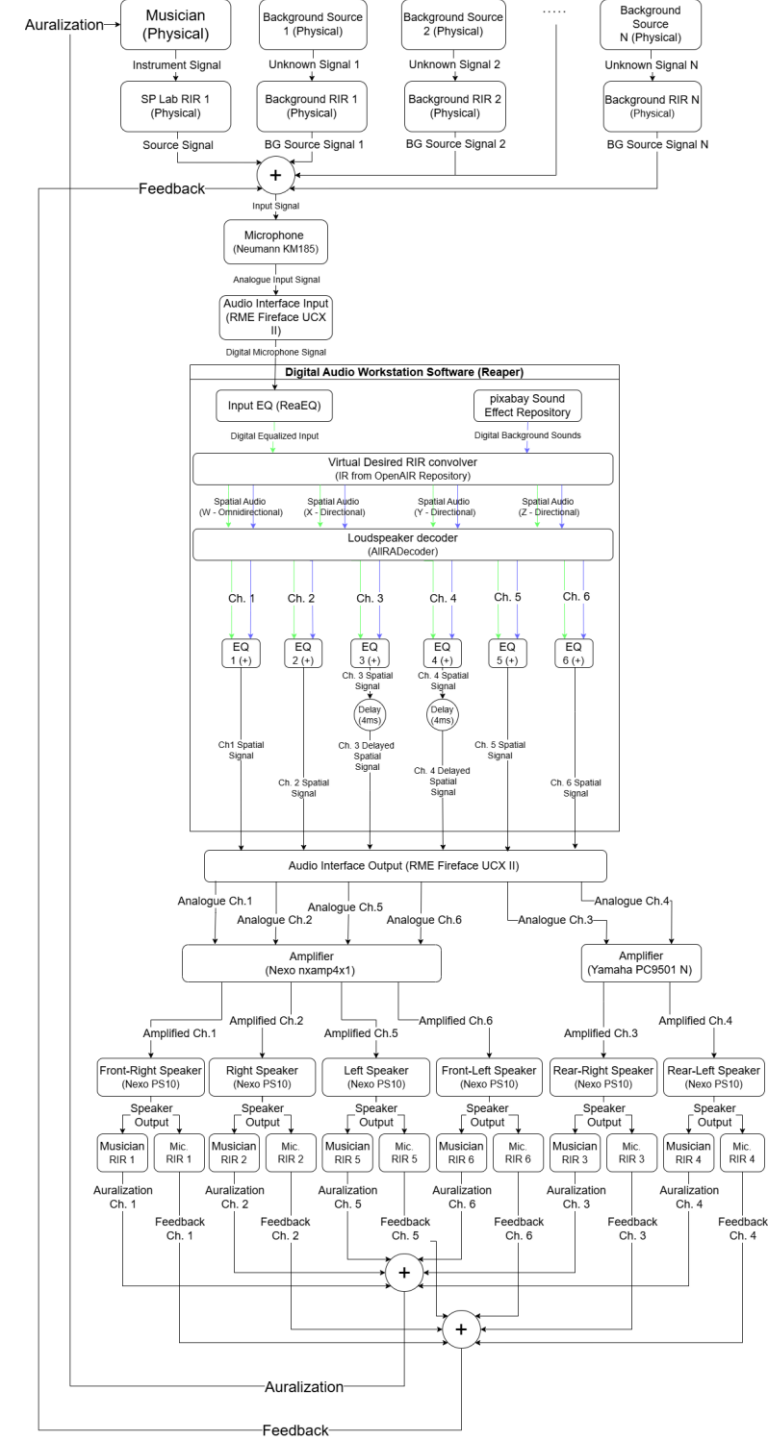 Auralization
Musician
(Physical)
Background Source
1 (Physical)
Background Source
2 (Physical)
.....
Background
Source
N (Physical)
Instrument Signal
Unknown Signal 1
Unknown Signal 2
Unknown Signal N
SP Lab RIR 1
(Physical)
Background RIR 1
(Physical)
Background RIR 2
(Physical)
Background RIR N
(Physical)
Source Signal
BG Source Signal 1
BG Source Signal 2
BG Source Signal N
+
Feedback
Input Signal
Microphone
(Neumann KM185)
Analogue Input Signal
Audio Interface Input
(RME Fireface UCX
II)
Digital Microphone Signal
Digital Audio Workstation Software (Reaper)
Input EQ (ReaEQ)
pixabay Sound
Effect Repository
Digital Equalized Input
Digital Background Sounds
Virtual Desired RIR convolver
(IR from OpenAIR Repository)
Spatial Audio
(W - Omnidirectional)
Spatial Audio
(X - Directional)
Spatial Audio
(Y - Directional)
Spatial Audio
(Z - Directional)
Loudspeaker decoder
(AllRADecoder)
Ch. 1
Ch. 2
Ch. 3
Ch. 4
Ch. 5
Ch. 6
EQ
1 (+)
EQ
2 (+)
EQ
3 (+)
EQ
4 (+)
EQ
5 (+)
EQ
6 (+)
Ch. 3 Spatial
Signal
Ch. 4 Spatial
Signal
Delay
(4ms)
Delay
(4ms)
Ch1 Spatial
Signal
Ch. 2 Spatial
Signal
Ch. 3 Delayed
Spatial
Signal
Ch. 4 Delayed
Spatial
Signal
Ch. 5 Spatial
Signal
Ch. 6 Spatial
Signal
Audio Interface Output (RME Fireface UCX II)
Analogue Ch.1
Analogue Ch.2
Analogue Ch.5
Analogue Ch.6
Analogue Ch.3
Analogue Ch.4
Amplifier
(Nexo nxamp4x1)
Amplifier
(Yamaha PC9501 N)
Amplified Ch.1
Amplified Ch.2
Amplified Ch.5
Amplified Ch.6
Amplified Ch.3
Amplified Ch.4
Front-Right Speaker
(Nexo PS10)
Right Speaker
(Nexo PS10)
Left Speaker
(Nexo PS10)
Front-Left Speaker
(Nexo PS10)
Rear-Right Speaker
(Nexo PS10)
Rear-Left Speaker
(Nexo PS10)
Speaker
Output
Speaker
Output
Speaker
Output
Speaker
Output
Speaker
Output
Speaker
Output
Musician
RIR 1
Mic.
RIR 1
Musician
RIR 2
Mic.
RIR 2
Musician
RIR 5
Mic.
RIR 5
Musician
RIR 6
Mic.
RIR 6
Musician
RIR 3
Mic.
RIR 3
Musician
RIR 4
Mic.
RIR 4
Auralization
Ch. 1
Feedback
Ch. 1
Auralization
Ch. 2
Feedback
Ch. 2
Auralization
Ch. 5
Feedback
Ch. 5
Auralization
Ch. 6
Feedback
Ch. 6
Auralization
Ch. 3
Feedback
Ch. 3
Auralization
Ch. 4
Feedback
Ch. 4
+
+
Auralization
Feedback